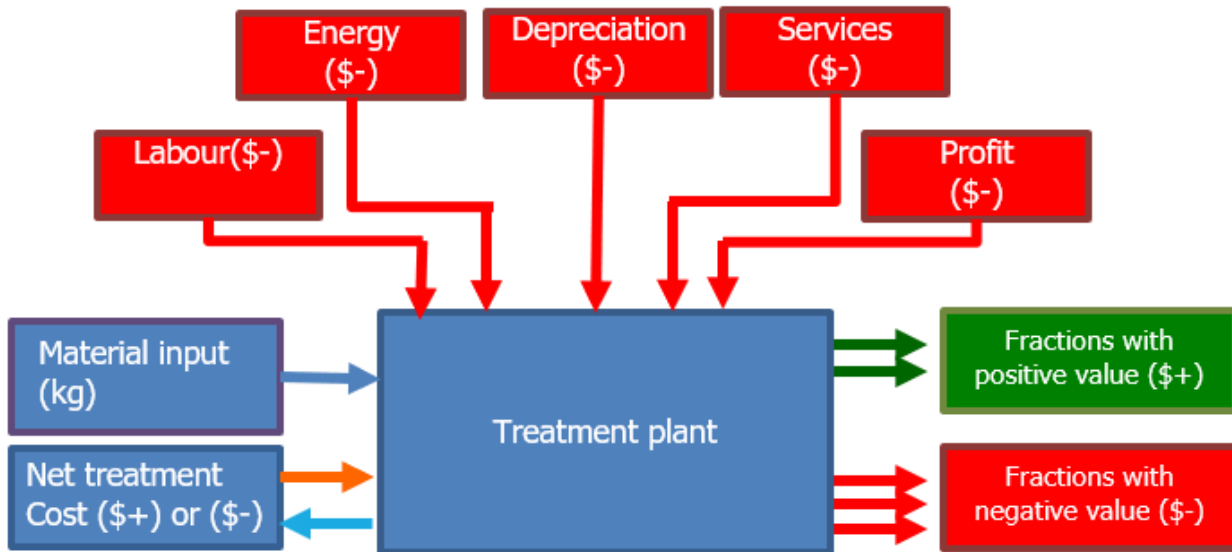 Energy
($-)
Depreciation
($-)
Services
($-)
Labour($-)
Profit
($-)
Material input
(kg)
Fractions with
positive value ($+)
Treatment plant
Net treatment
Cost ($+) or ($-)
Fractions with
negative value ($-)